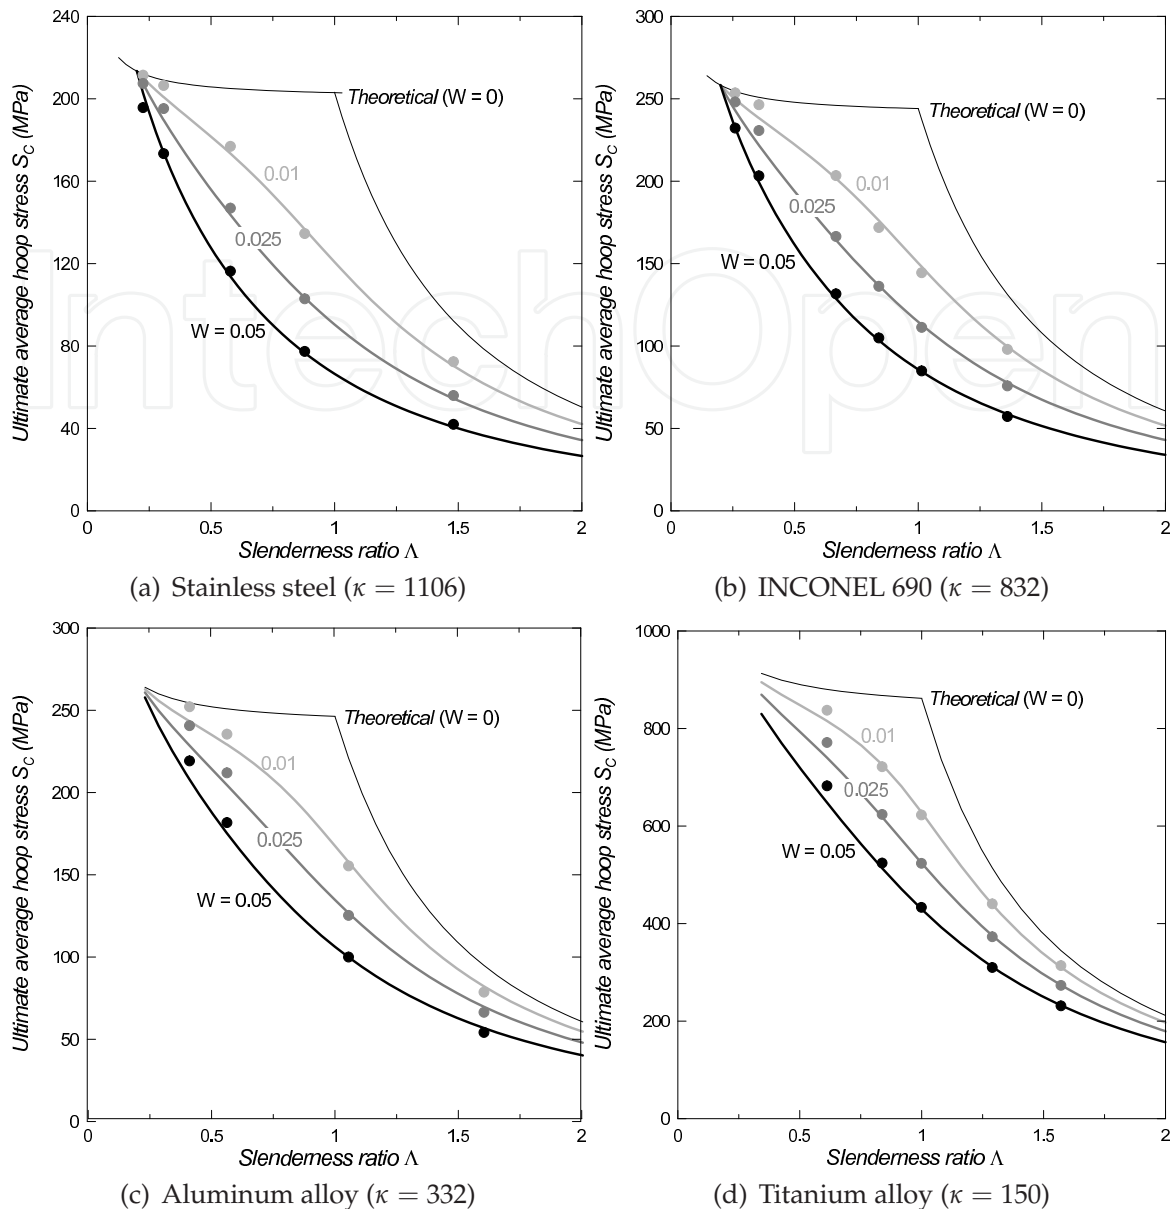 Ultimate average hoop stress S_C (MPa)
240
200
160
120
80
40
0
Theoretical (W = 0)
0.01
0.025
W = 0.05
0 0.5 1 1.5 2
Slenderness ratio Λ
(a) Stainless steel (κ = 1106)
Ultimate average hoop stress S_C (MPa)
300
250
200
150
100
50
0
Theoretical (W = 0)
0.01
0.025
W = 0.05
0 0.5 1 1.5 2
Slenderness ratio Λ
(b) INCONEL 690 (κ = 832)
IntechOpen
Ultimate average hoop stress S_C (MPa)
300
250
200
150
100
50
0
Theoretical (W = 0)
0.01
0.025
W = 0.05
0 0.5 1 1.5 2
Slenderness ratio Λ
(c) Aluminum alloy (κ = 332)
Ultimate average hoop stress S_C (MPa)
1000
800
600
400
200
0
Theoretical (W = 0)
0.01
0.025
W = 0.05
0 0.5 1 1.5 2
Slenderness ratio Λ
(d) Titanium alloy (κ = 150)